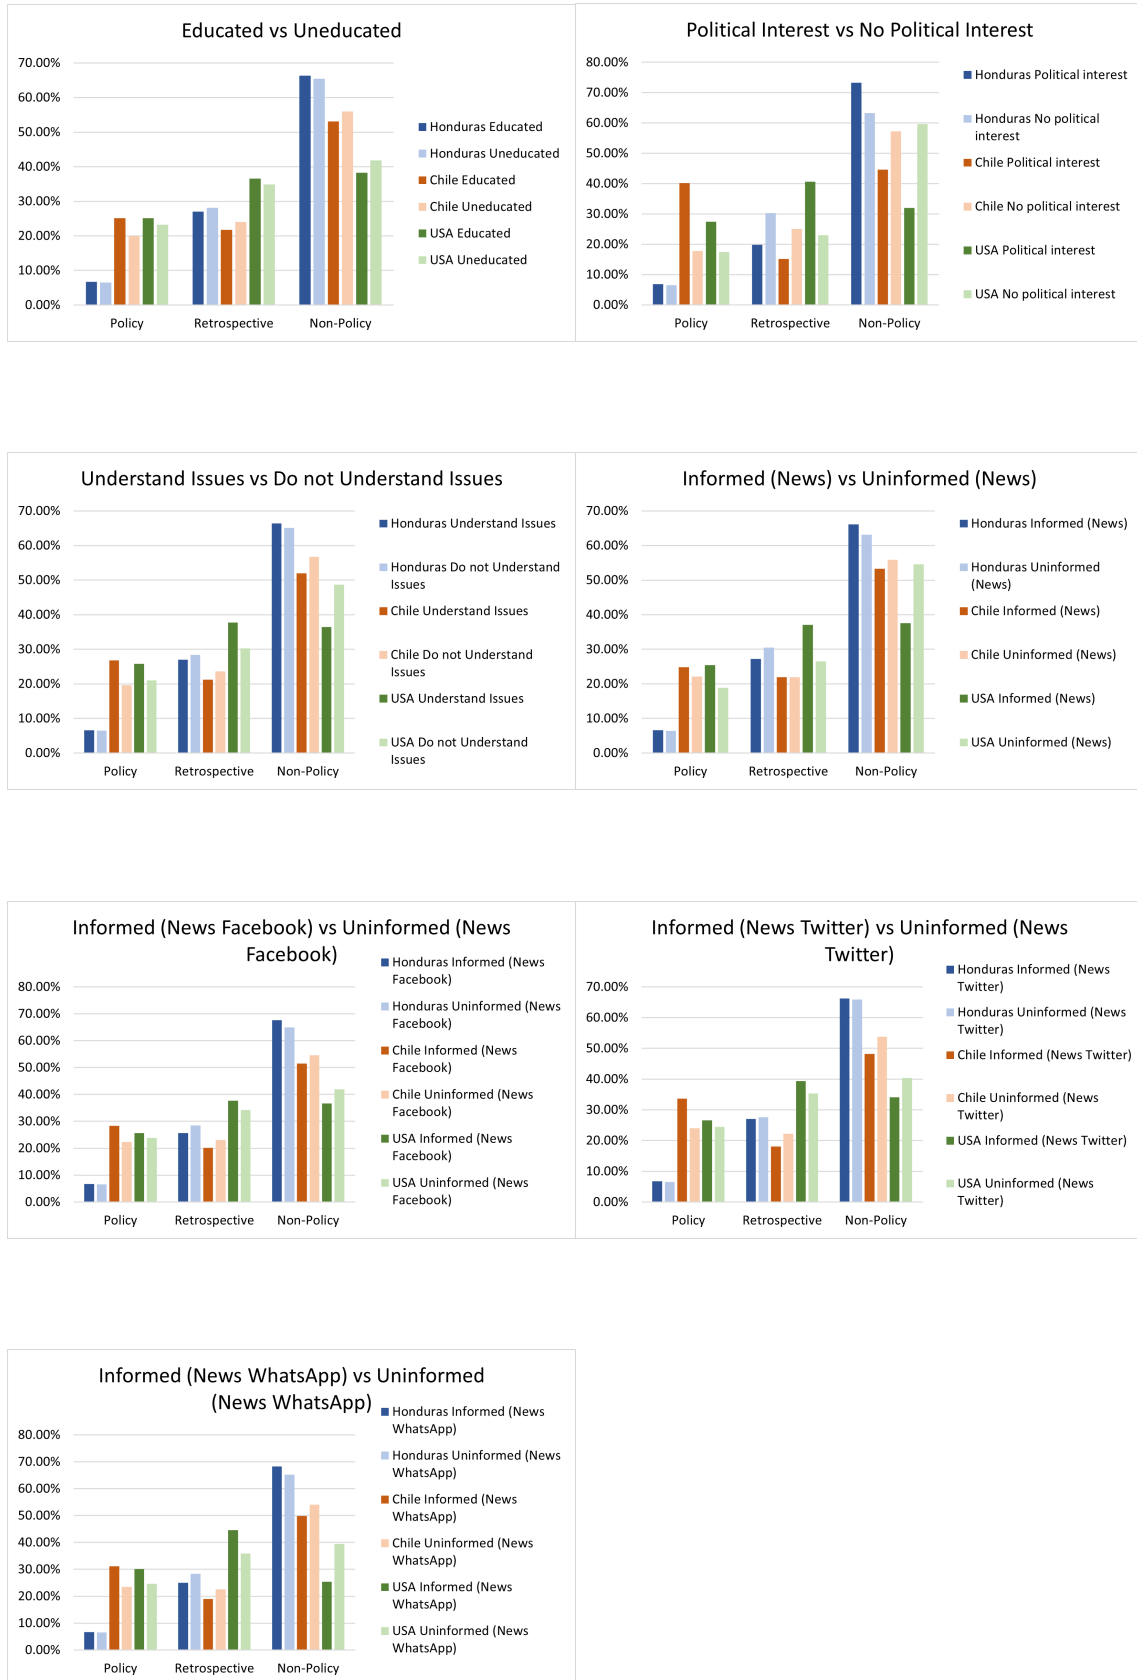 Educated vs Uneducated
70.00%
60.00%
50.00%
40.00%
30.00%
20.00%
10.00%
0.00%
Policy
Retrospective
Non-Policy
Honduras Educated
Honduras Uneducated
Chile Educated
Chile Uneducated
USA Educated
USA Uneducated
Political Interest vs No Political Interest
80.00%
70.00%
60.00%
50.00%
40.00%
30.00%
20.00%
10.00%
0.00%
Policy
Retrospective
Non-Policy
Honduras Political interest
Honduras No political
interest
Chile Political interest
Chile No political interest
USA Political interest
USA No political interest
Understand Issues vs Do not Understand Issues
70.00%
60.00%
50.00%
40.00%
30.00%
20.00%
10.00%
0.00%
Policy
Retrospective
Non-Policy
Honduras Understand Issues
Honduras Do not Understand
Issues
Chile Understand Issues
Chile Do not Understand
Issues
USA Understand Issues
USA Do not Understand
Issues
Informed (News) vs Uninformed (News)
70.00%
60.00%
50.00%
40.00%
30.00%
20.00%
10.00%
0.00%
Policy
Retrospective
Non-Policy
Honduras Informed (News)
Honduras Uninformed
(News)
Chile Informed (News)
Chile Uninformed (News)
USA Informed (News)
USA Uninformed (News)
Informed (News Facebook) vs Uninformed (News
Facebook)
80.00%
70.00%
60.00%
50.00%
40.00%
30.00%
20.00%
10.00%
0.00%
Policy
Retrospective
Non-Policy
Honduras Informed (News
Facebook)
Honduras Uninformed (News
Facebook)
Chile Informed (News
Facebook)
Chile Uninformed (News
Facebook)
USA Informed (News
Facebook)
USA Uninformed (News
Facebook)
Informed (News Twitter) vs Uninformed (News
Twitter)
70.00%
60.00%
50.00%
40.00%
30.00%
20.00%
10.00%
0.00%
Policy
Retrospective
Non-Policy
Honduras Informed (News
Twitter)
Honduras Uninformed (News
Twitter)
Chile Informed (News Twitter)
Chile Uninformed (News
Twitter)
USA Informed (News Twitter)
USA Uninformed (News
Twitter)
Informed (News WhatsApp) vs Uninformed
(News WhatsApp)
80.00%
70.00%
60.00%
50.00%
40.00%
30.00%
20.00%
10.00%
0.00%
Policy
Retrospective
Non-Policy
Honduras Informed (News
WhatsApp)
Honduras Uninformed (News
WhatsApp)
Chile Informed (News
WhatsApp)
Chile Uninformed (News
WhatsApp)
USA Informed (News
WhatsApp)
USA Uninformed (News
WhatsApp)